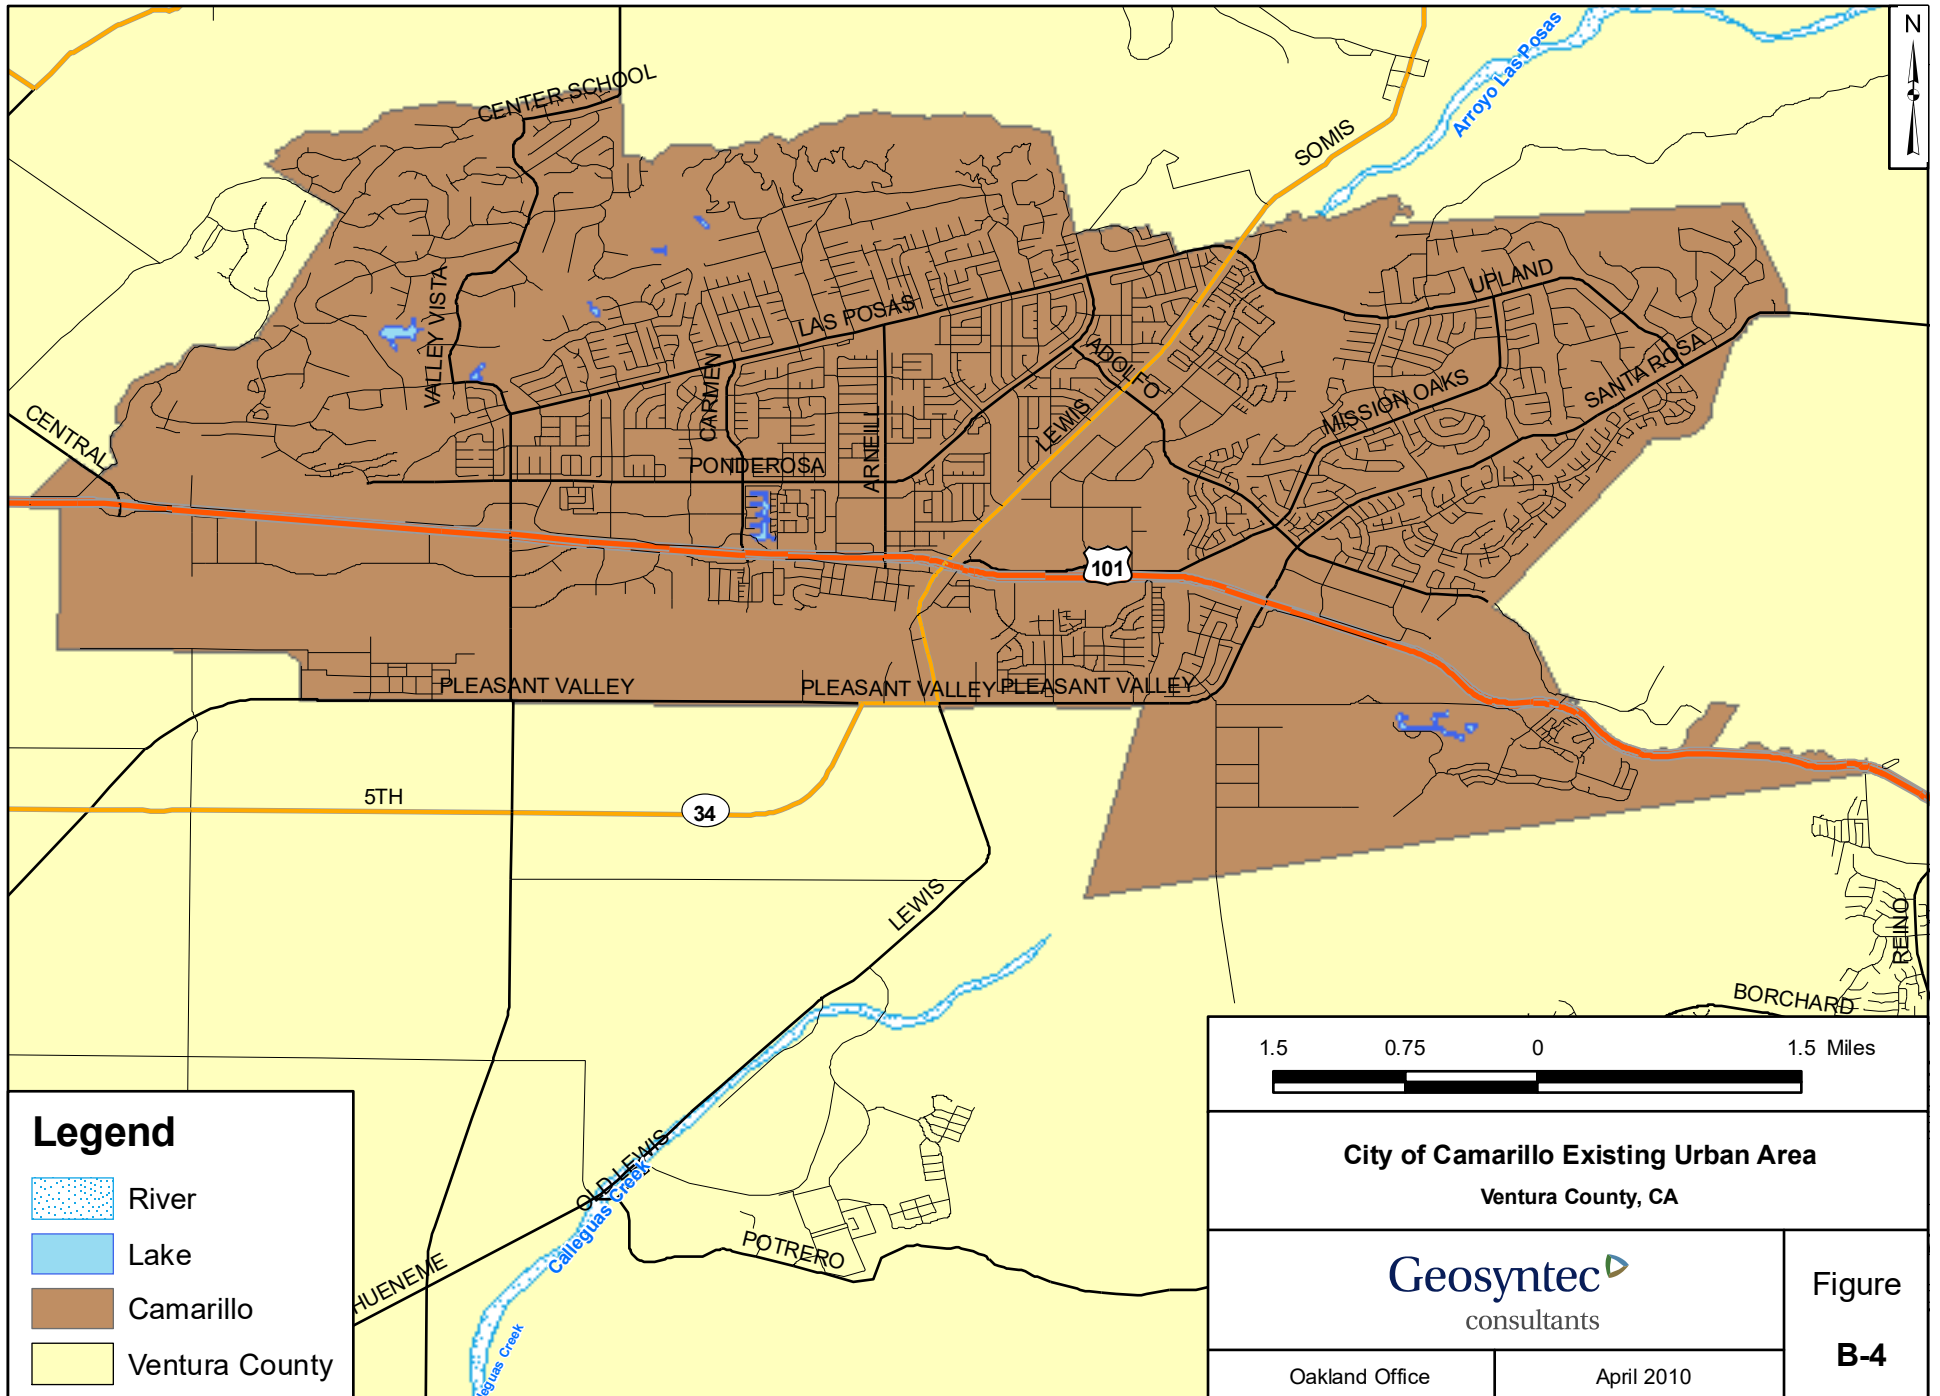 N
CENTER SCHOOL
SOMIS
Arroyo Las Posas
VALLEY VISTA
LAS POSAS
UPLAND
CARMEN
ADOLFO
SANTA ROSA
MISSION OAKS
CENTRAL
ARNEILL
LEWIS
PONDEROSA
101
PLEASANT VALLEY
PLEASANT VALLEY
PLEASANT VALLEY
5TH
34
LEWIS
REINO
BORCHARD
OLD LEWIS
Calleguas Creek
POTRERO
HUENEME
leguas Creek
1.5 0.75 0 1.5 Miles
City of Camarillo Existing Urban Area
Ventura County, CA
Geosyntec
consultants
Figure
B-4
Oakland Office
April 2010
Legend
River
Lake
Camarillo
Ventura County